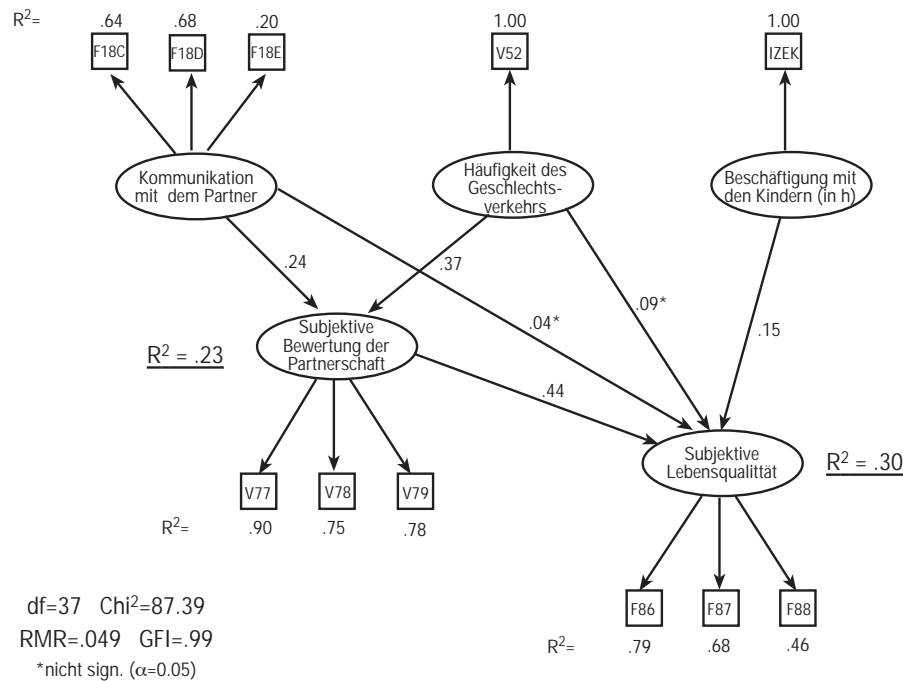 R²= .64 .68 .20 1.00 1.00
F18C F18D F18E V52 IZEK
Kommunikation
mit dem Partner
Häufigkeit des
Geschlechts-
verkehrs
Beschäftigung mit
den Kindern (in h)
.24
.37
.04*
.09*
.15
Subjektive
Bewertung der
Partnerschaft
R² = .23
.44
Subjektive
Lebensqualittät
R² = .30
V77 V78 V79
R²= .90 .75 .78
F86 F87 F88
R²= .79 .68 .46
df=37 Chi²=87.39
RMR=.049 GFI=.99
*nicht sign. (α=0.05)